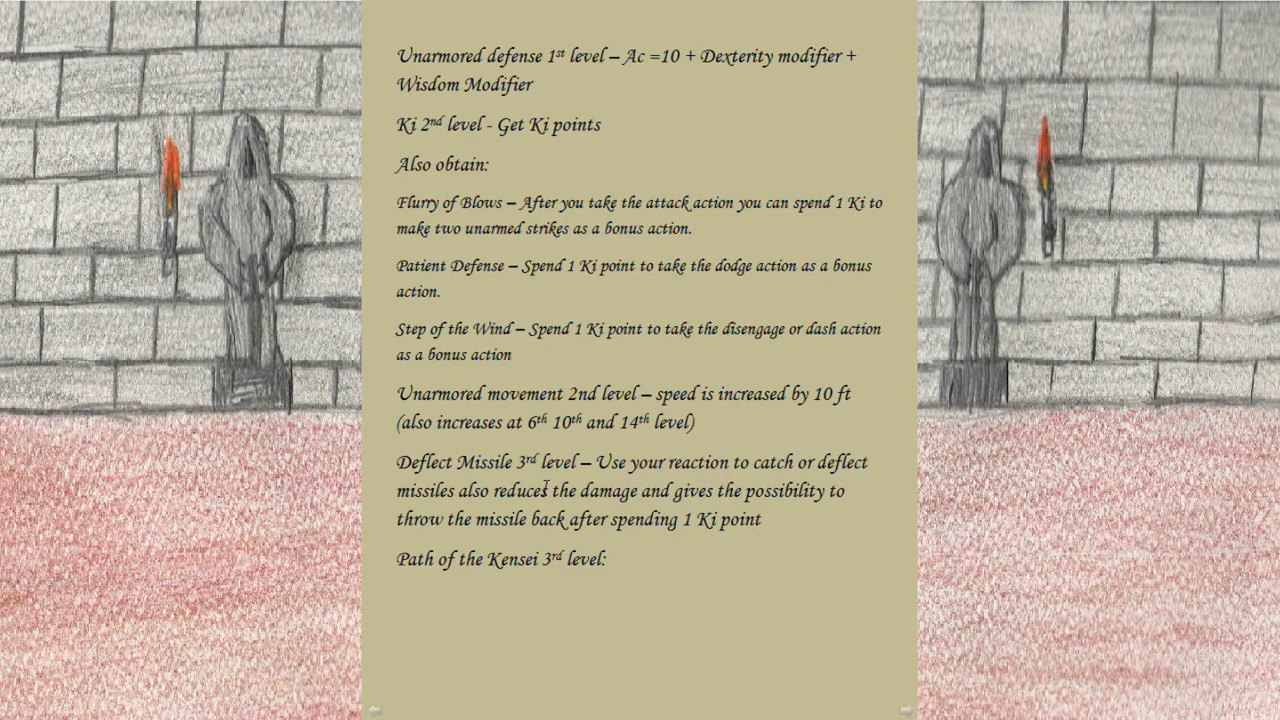 Unarmored defense 1st level – Ac =10 + Dexterity modifier +
Wisdom Modifier
Ki 2nd level - Get Ki points
Also obtain:
Flurry of Blows – After you take the attack action you can spend 1 Ki to
make two unarmed strikes as a bonus action.
Patient Defense – Spend 1 Ki point to take the dodge action as a bonus
action.
Step of the Wind – Spend 1 Ki point to take the disengage or dash action
as a bonus action
Unarmored movement 2nd level – speed is increased by 10 ft
(also increases at 6th 10th and 14th level)
Deflect Missile 3rd level – Use your reaction to catch or deflect
missiles also reduces the damage and gives the possibility to
throw the missile back after spending 1 Ki point
Path of the Kensei 3rd level: